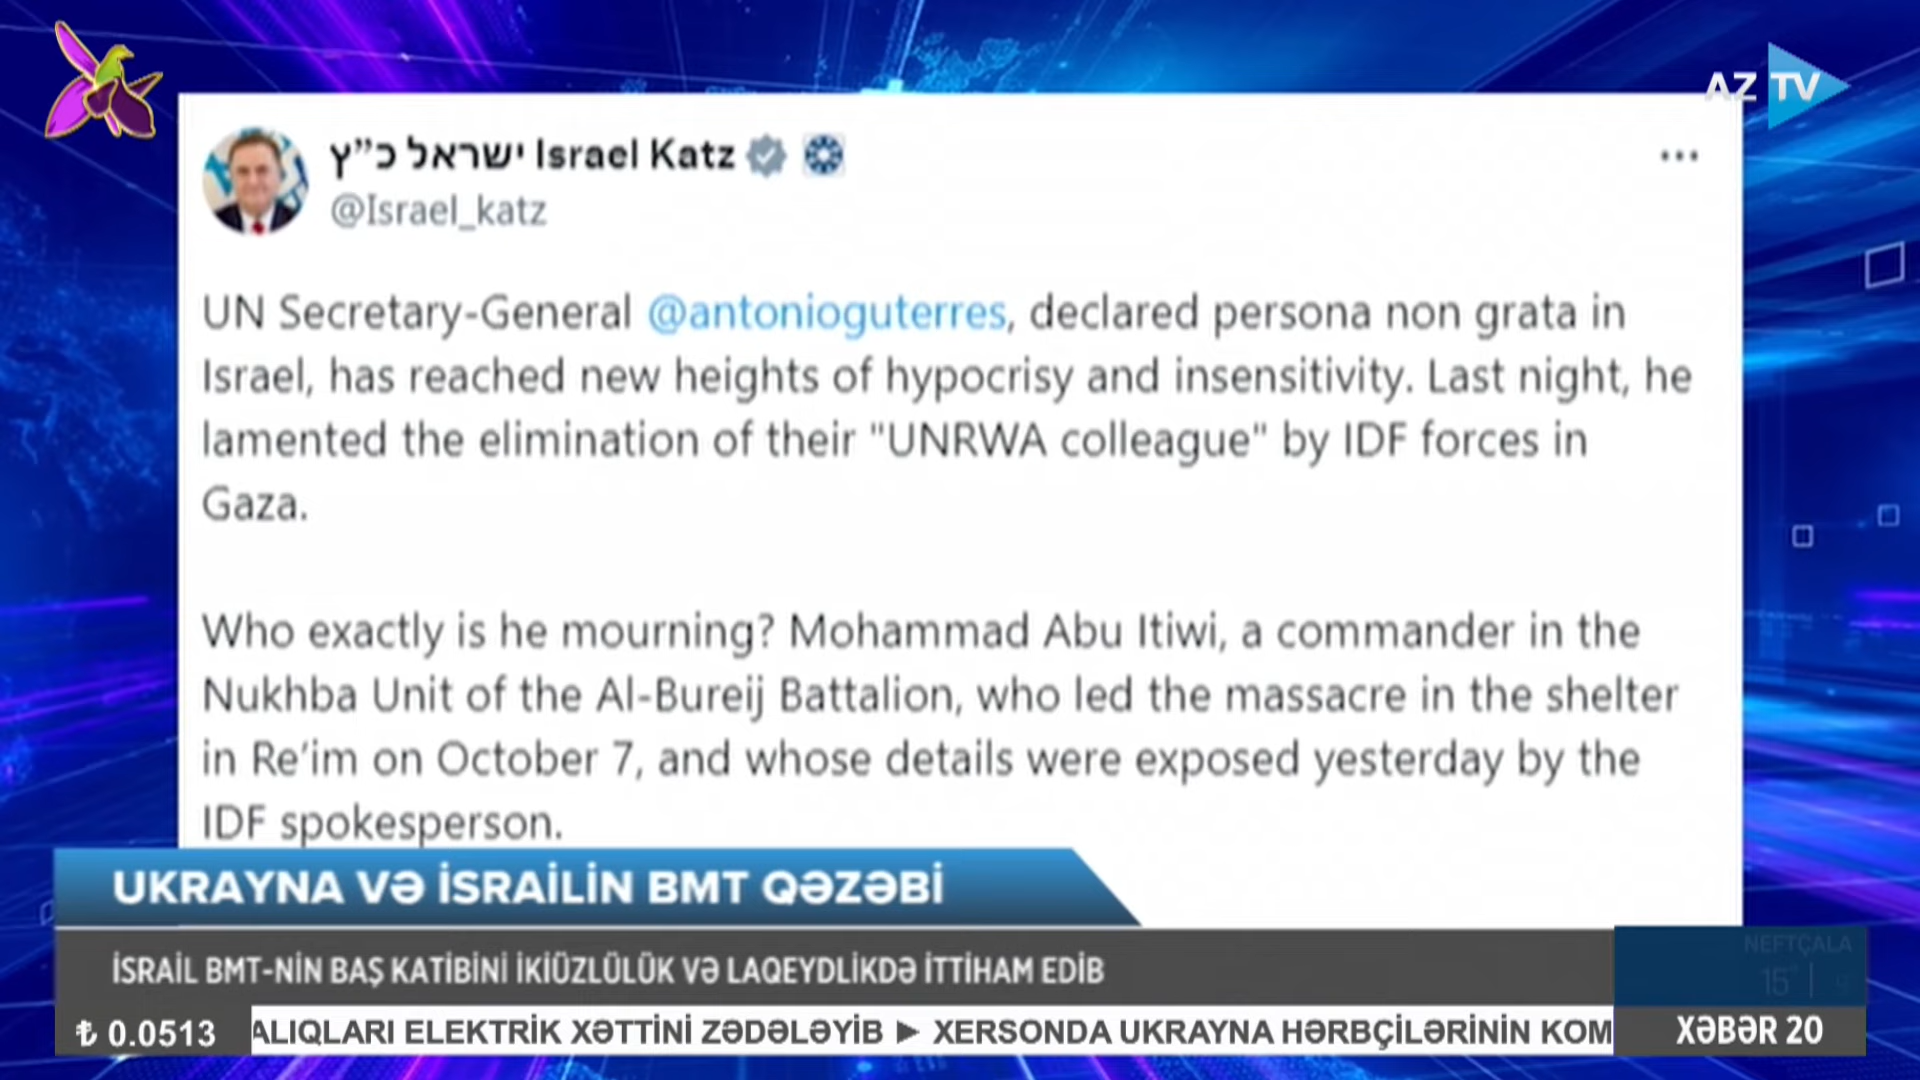 AZ TV
ישראל כ”ץ Israel Katz
@Israel_katz
UN Secretary-General @antonioguterres, declared persona non grata in
Israel, has reached new heights of hypocrisy and insensitivity. Last night, he
lamented the elimination of their "UNRWA colleague" by IDF forces in
Gaza.
Who exactly is he mourning? Mohammad Abu Itiwi, a commander in the
Nukhba Unit of the Al-Bureij Battalion, who led the massacre in the shelter
in Re’im on October 7, and whose details were exposed yesterday by the
IDF spokesperson.
UKRAYNA VƏ İSRAİLİN BMT QƏZƏBİ
İSRAİL BMT-NİN BAŞ KATİBİNİ İKİÜZLÜLÜK VƏ LAQEYDLİKDƏ İTTİHAM EDİB
NEFTÇALA
15° |
₺ 0.0513
ALIQLARI ELEKTRİK XƏTTİNİ ZƏDƏLƏYİB ► XERSONDA UKRAYNA HƏRBÇİLƏRİNİN KOM
XƏBƏR 20